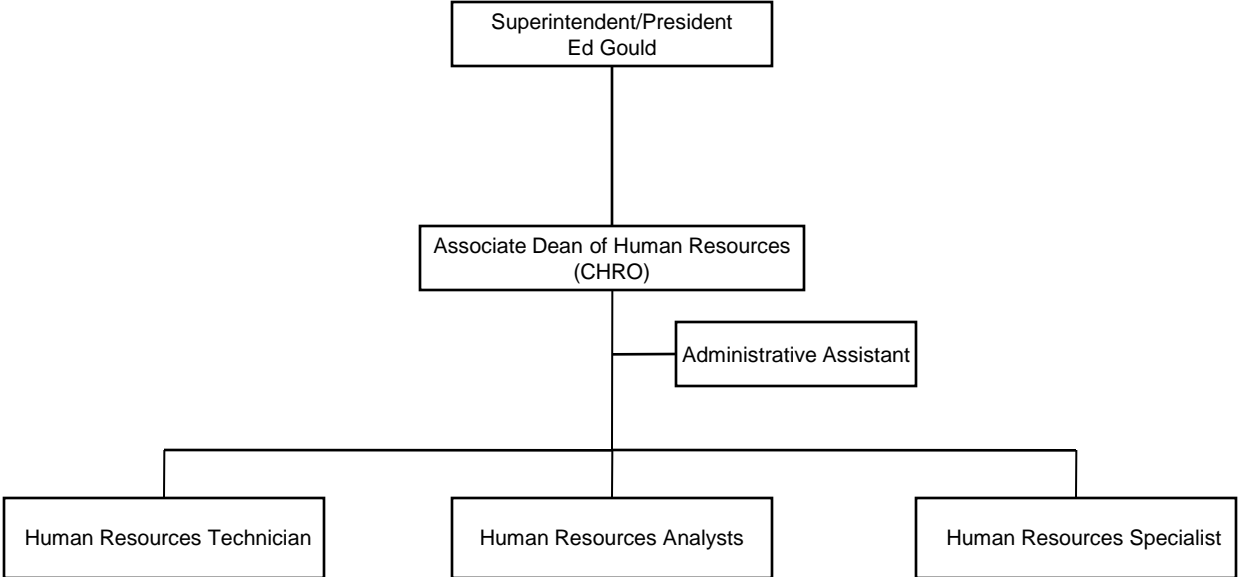 Superintendent/President
Ed Gould
Associate Dean of Human Resources
(CHRO)
Administrative Assistant
Human Resources Technician
Human Resources Analysts
Human Resources Specialist